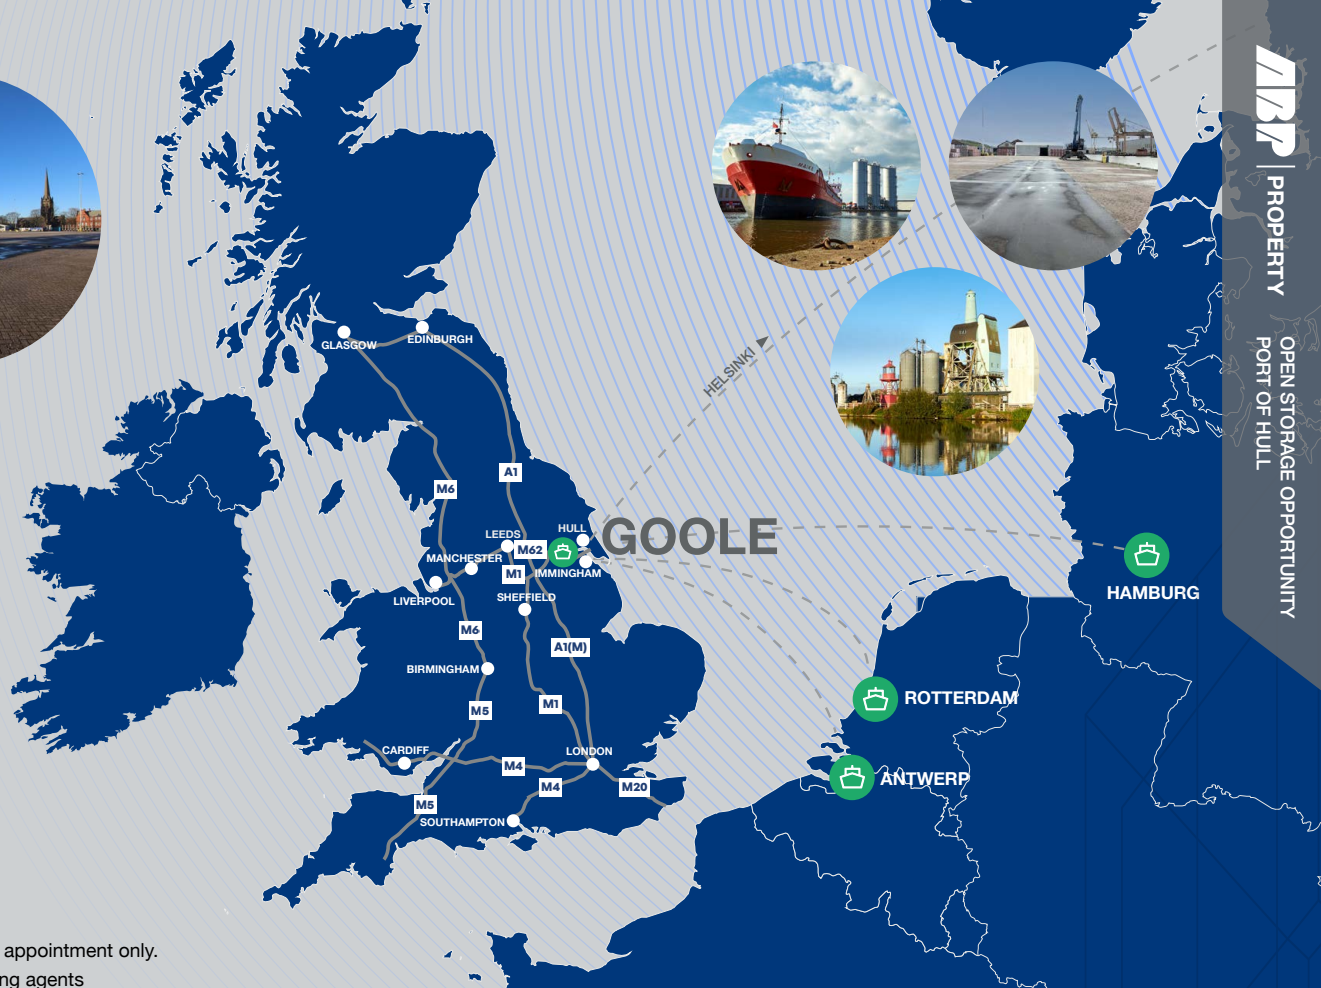 ABP
PROPERTY
OPEN STORAGE OPPORTUNITY
PORT OF HULL
GLASGOW
EDINBURGH
HELSINKI
A1
M6
LEEDS
HULL
GOOLE
M62
MANCHESTER
M1
IMMINGHAM
HAMBURG
LIVERPOOL
SHEFFIELD
M6
A1(M)
BIRMINGHAM
ROTTERDAM
M5
M1
CARDIFF
LONDON
M4
ANTWERP
M4
M20
M5
SOUTHAMPTON
appointment only.
ng agents